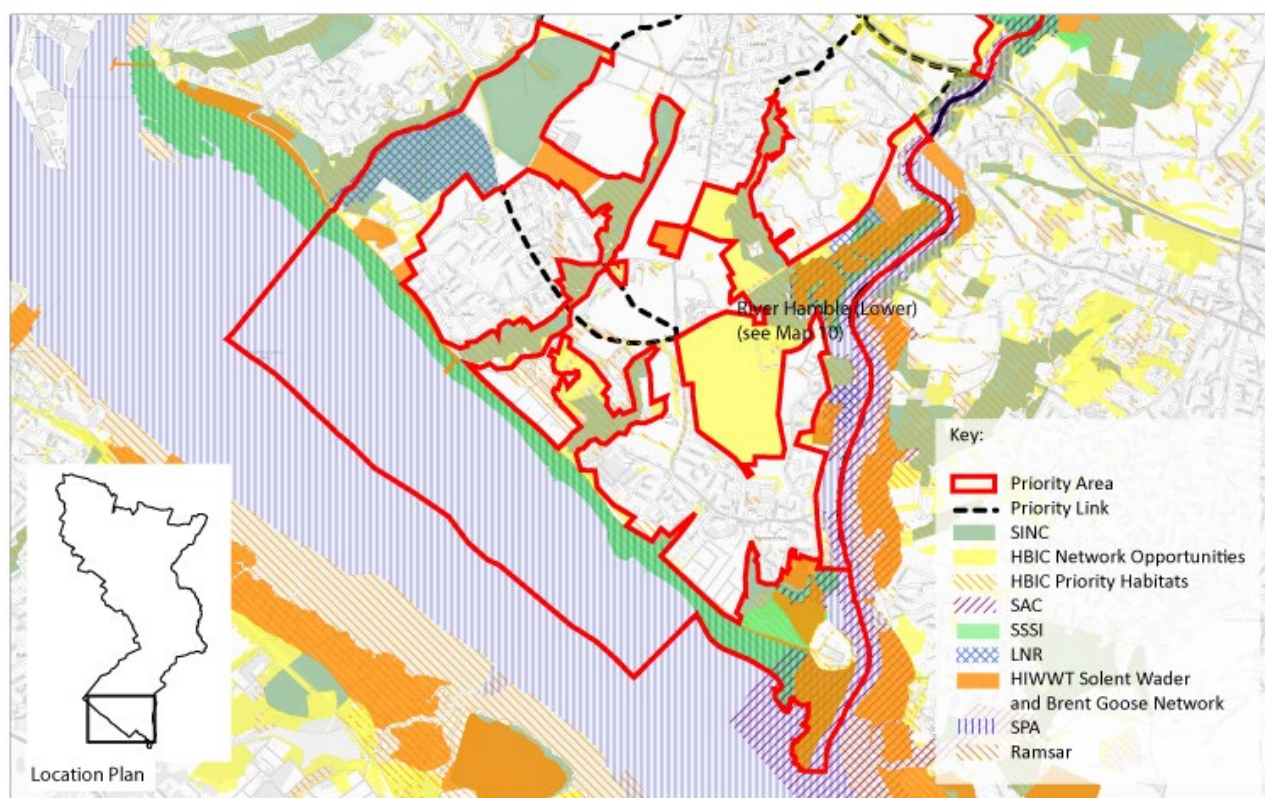 River Hamble (Lower)
(see Map 10)
Key:
Priority Area
Priority Link
SINC
HBIC Network Opportunities
HBIC Priority Habitats
SAC
SSSI
LNR
HIWWT Solent Wader
and Brent Goose Network
SPA
Ramsar
Location Plan